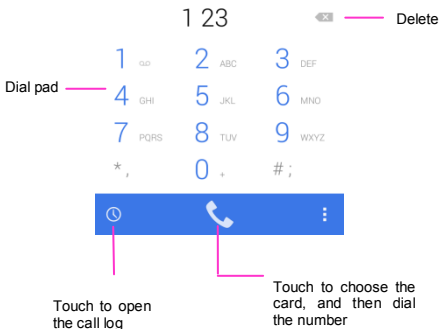 1 23
Delete
1
2 ABC
3 DEF
Dial pad
4 GHI
5 JKL
6 MNO
7 PQRS
8 TUV
9 WXYZ
*,
0 +
#;
Touch to open
the call log
Touch to choose the
card, and then dial
the number